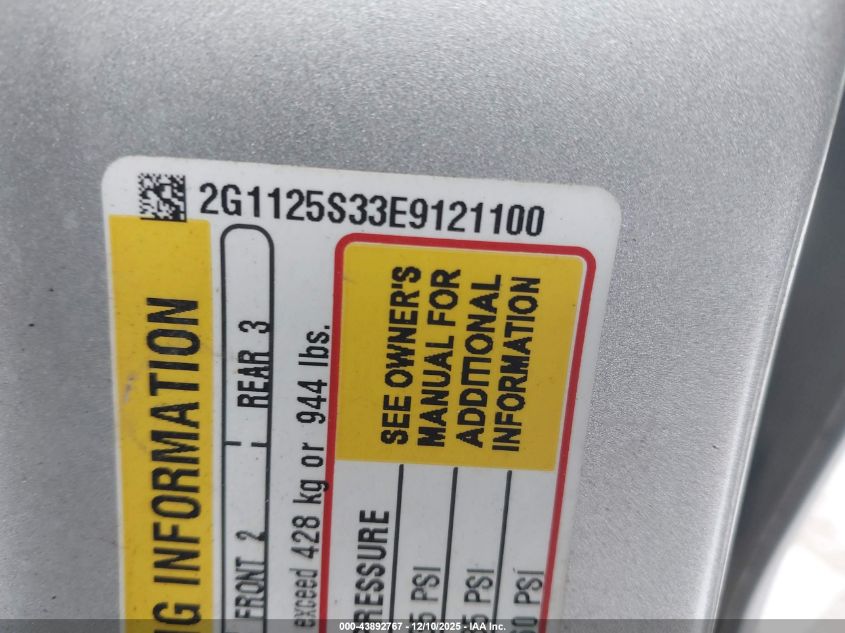 2G1125S33E9121100
INFORMATION
FRONT 2
REAR 3
exceed 428 kg or 944 lbs.
SEE OWNER'S
MANUAL FOR
ADDITIONAL
INFORMATION
PRESSURE
PSI
PSI
PSI
000-43892767 - 12/10/2025 - IAA Inc.